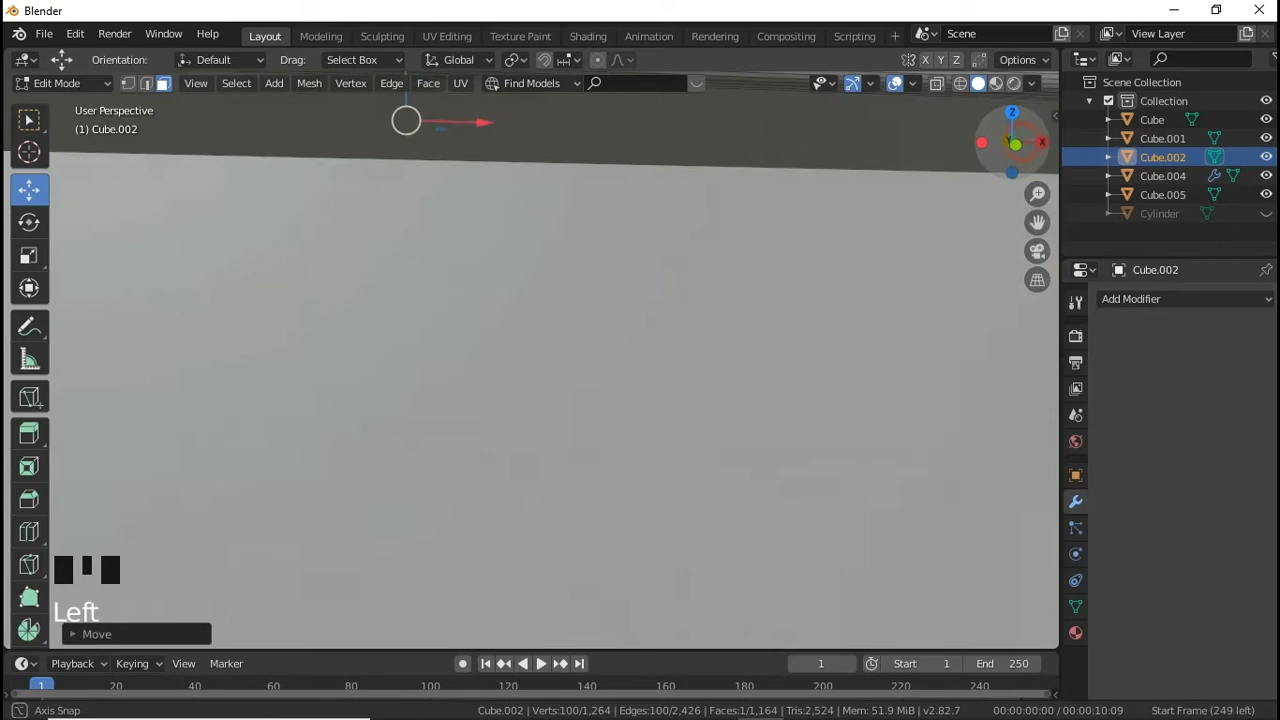 Blender
File Edit Render Window Help Layout Modeling Sculpting UV Editing Texture Paint Shading Animation Rendering Compositing Scripting + Scene View Layer
Orientation: Default Drag: Select Box Global X Y Z Options
Edit Mode View Select Add Mesh Vertex Edge Face UV Find Models
User Perspective
(1) Cube.002
Z
Y X
Scene Collection
Collection
Cube
Cube.001
Cube.002
Cube.004
Cube.005
Cylinder
Cube.002
Add Modifier
Left
Move
Playback Keying View Marker 1 Start 1 End 250
1 20 40 60 80 100 120 140 160 180 200 220 240
Axis Snap Cube.002 | Verts:100/1,264 | Edges:100/2,426 | Faces:1/1,164 | Tris:2,524 | Mem: 51.9 MiB | v2.82.7 00:00:00:00 / 00:00:10:09 Start Frame (249 left)